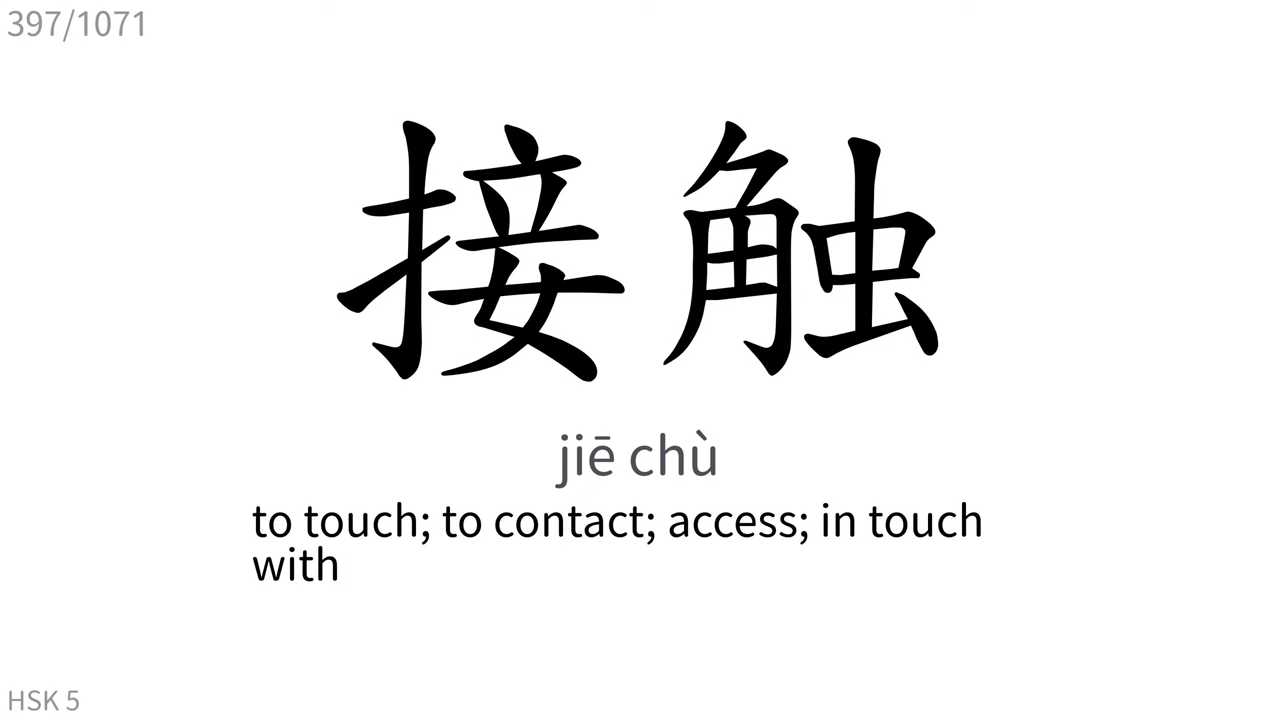 397/1071
接触
jiē chù
to touch; to contact; access; in touch
with
HSK 5